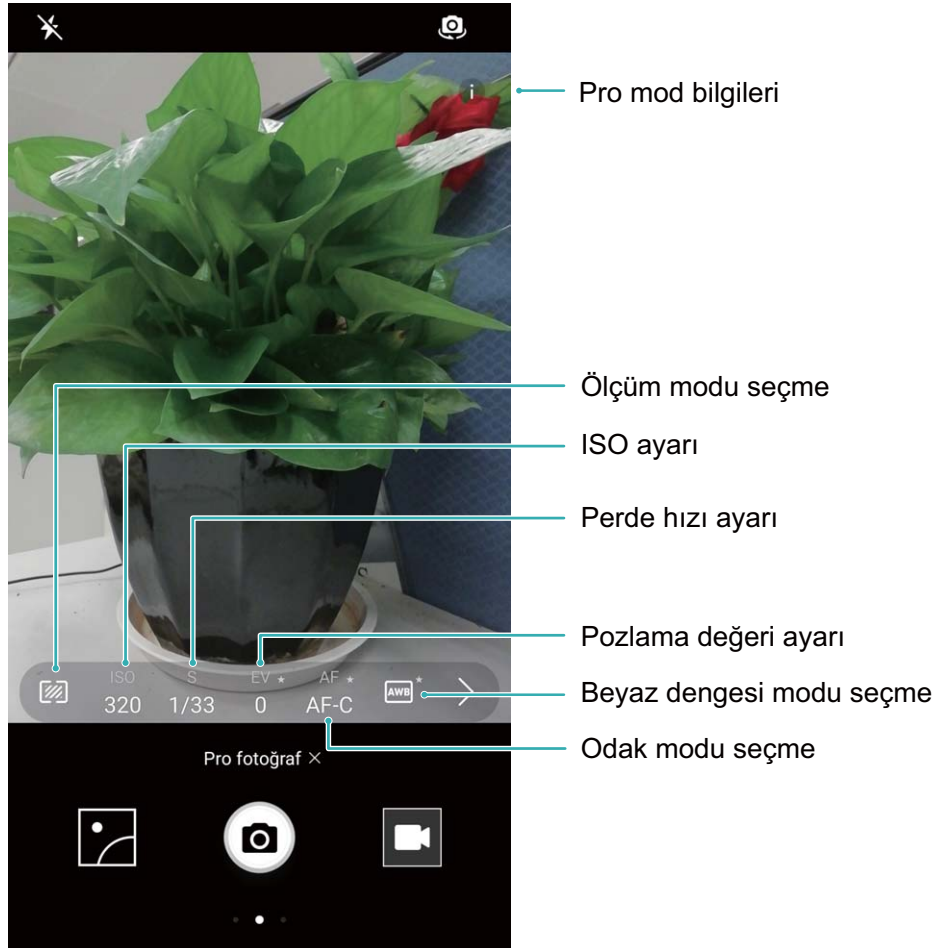 i
Pro mod bilgileri
Ölçüm modu seçme
ISO ayarı
Perde hızı ayarı
Pozlama değeri ayarı
Beyaz dengesi modu seçme
Odak modu seçme
ISO S EV AF
320 1/33 0 AF-C AWB
Pro fotoğraf ×